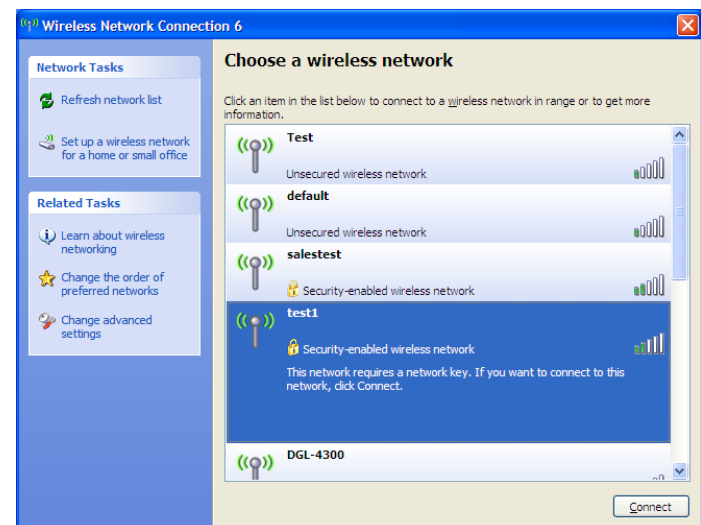 Wireless Network Connection 6
Network Tasks
Refresh network list
Set up a wireless network
for a home or small office
Related Tasks
Learn about wireless
networking
Change the order of
preferred networks
Change advanced
settings
Choose a wireless network
Click an item in the list below to connect to a wireless network in range or to get more
information.
Test
Unsecured wireless network
default
Unsecured wireless network
salestest
Security-enabled wireless network
test1
Security-enabled wireless network
This network requires a network key. If you want to connect to this
network, click Connect.
DGL-4300
Connect